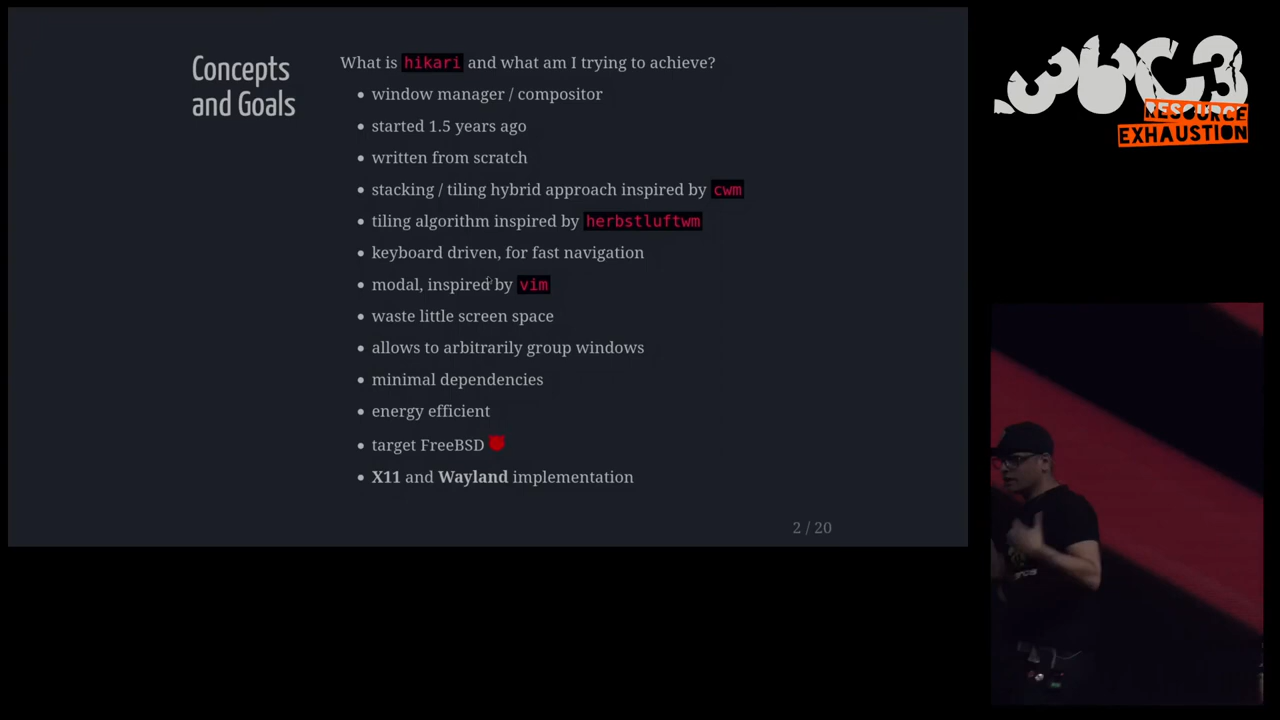 Concepts
and Goals
What is hikari and what am I trying to achieve?
• window manager / compositor
• started 1.5 years ago
• written from scratch
• stacking / tiling hybrid approach inspired by cwm
• tiling algorithm inspired by herbstluftwm
• keyboard driven, for fast navigation
• modal, inspired by vim
• waste little screen space
• allows to arbitrarily group windows
• minimal dependencies
• energy efficient
• target FreeBSD
• X11 and Wayland implementation
2 / 20
36C3
RESOURCE
EXHAUSTION